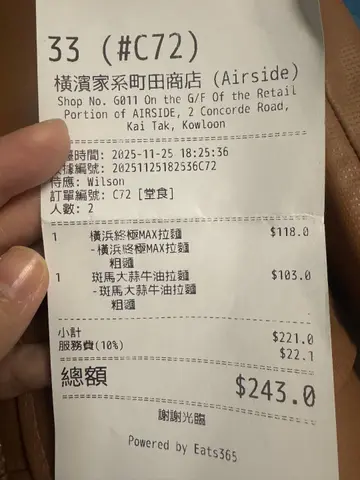 33 (#C72)
橫濱家系町田商店 (Airside)
Shop No. G011 On the G/F Of the Retail
Portion of AIRSIDE, 2 Concorde Road,
Kai Tak, Kowloon
時間: 2025-11-25 18:25:36
據編號: 20251125182536C72
待應: Wilson
訂單編號: C72 [堂食]
人數: 2
1 橫浜終極MAX拉麵 $118.0
-橫浜終極MAX拉麵
粗麵
1 斑馬大蒜牛油拉麵 $103.0
-斑馬大蒜牛油拉麵
粗麵
小計 $221.0
服務費(10%) $22.1
總額 $243.0
謝謝光臨
Powered by Eats365